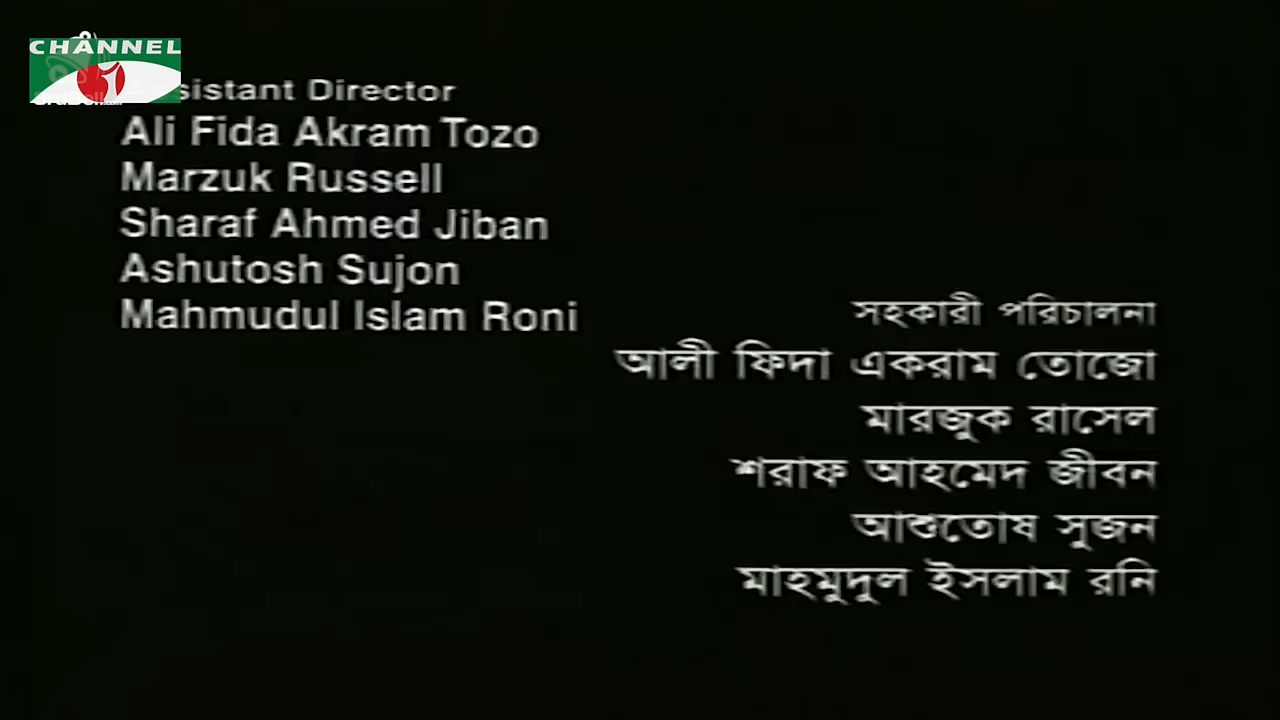 CHANNEL
i
sistant Director
Ali Fida Akram Tozo
Marzuk Russell
Sharaf Ahmed Jiban
Ashutosh Sujon
Mahmudul Islam Roni
সহকারী পরিচালনা
আলী ফিদা একরাম তোজো
মারজুক রাসেল
শরাফ আহমেদ জীবন
আশুতোষ সুজন
মাহমুদুল ইসলাম রনি